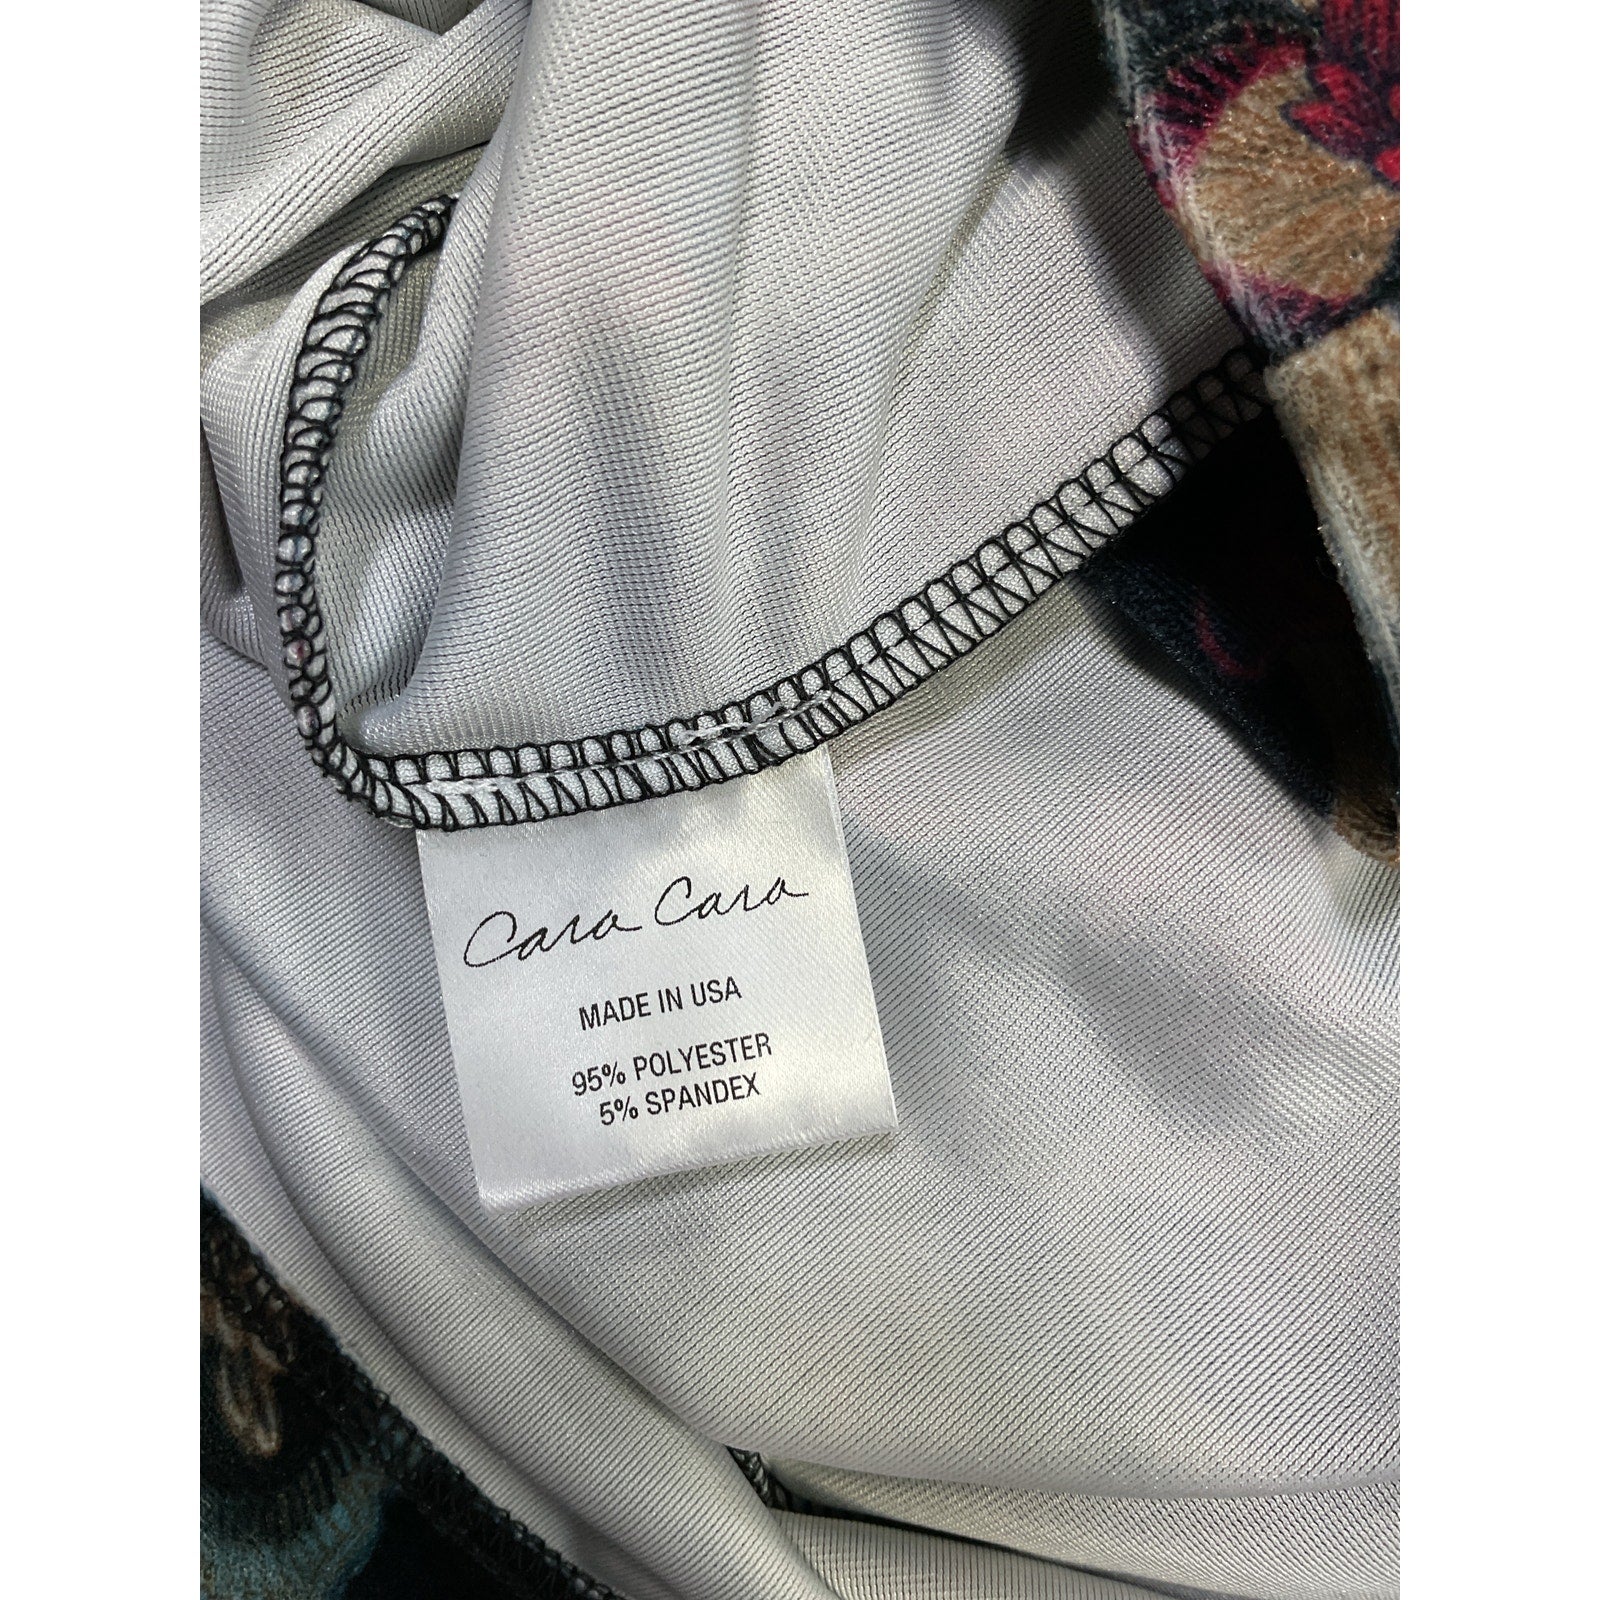 Cara Cara
MADE IN USA
95% POLYESTER
5% SPANDEX